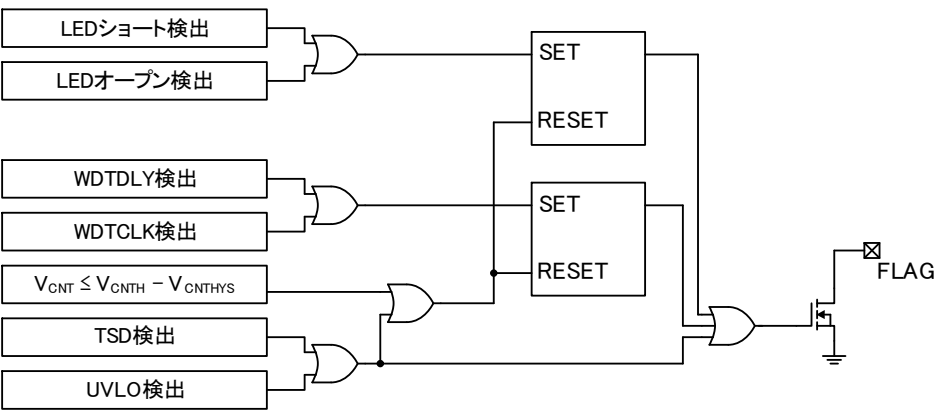 LEDショート検出
LEDオープン検出
SET
RESET
WDTDLY検出
WDTCLK検出
SET
RESET
VCNT ≤ VCNTH − VCNTHYS
TSD検出
UVLO検出
FLAG